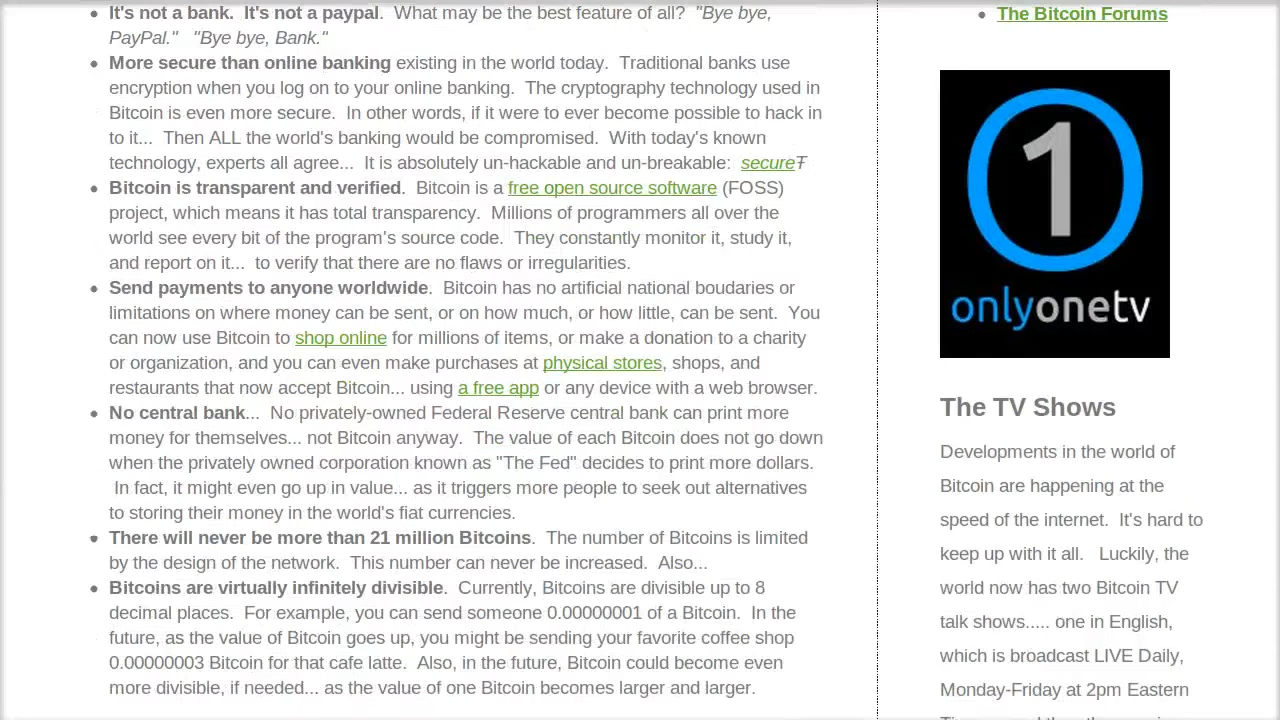 It's not a bank. It's not a paypal. What may be the best feature of all? "Bye bye,
PayPal." "Bye bye, Bank."
More secure than online banking existing in the world today. Traditional banks use
encryption when you log on to your online banking. The cryptography technology used in
Bitcoin is even more secure. In other words, if it were to ever become possible to hack in
to it... Then ALL the world's banking would be compromised. With today's known
technology, experts all agree... It is absolutely un-hackable and un-breakable: secureŦ
Bitcoin is transparent and verified. Bitcoin is a free open source software (FOSS)
project, which means it has total transparency. Millions of programmers all over the
world see every bit of the program's source code. They constantly monitor it, study it,
and report on it... to verify that there are no flaws or irregularities.
Send payments to anyone worldwide. Bitcoin has no artificial national boudaries or
limitations on where money can be sent, or on how much, or how little, can be sent. You
can now use Bitcoin to shop online for millions of items, or make a donation to a charity
or organization, and you can even make purchases at physical stores, shops, and
restaurants that now accept Bitcoin... using a free app or any device with a web browser.
No central bank... No privately-owned Federal Reserve central bank can print more
money for themselves... not Bitcoin anyway. The value of each Bitcoin does not go down
when the privately owned corporation known as "The Fed" decides to print more dollars.
In fact, it might even go up in value... as it triggers more people to seek out alternatives
to storing their money in the world's fiat currencies.
There will never be more than 21 million Bitcoins. The number of Bitcoins is limited
by the design of the network. This number can never be increased. Also...
Bitcoins are virtually infinitely divisible. Currently, Bitcoins are divisible up to 8
decimal places. For example, you can send someone 0.00000001 of a Bitcoin. In the
future, as the value of Bitcoin goes up, you might be sending your favorite coffee shop
0.00000003 Bitcoin for that cafe latte. Also, in the future, Bitcoin could become even
more divisible, if needed... as the value of one Bitcoin becomes larger and larger.
The Bitcoin Forums
1
onlyonetv
The TV Shows
Developments in the world of
Bitcoin are happening at the
speed of the internet. It's hard to
keep up with it all. Luckily, the
world now has two Bitcoin TV
talk shows..... one in English,
which is broadcast LIVE Daily,
Monday-Friday at 2pm Eastern